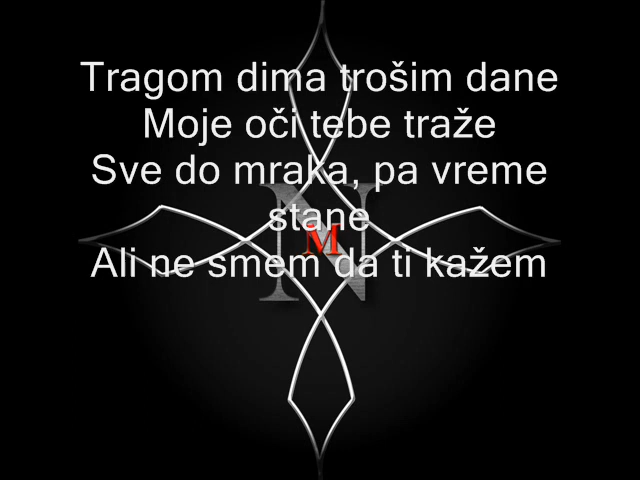 Tragom dima trošim dane
Moje oči tebe traže
Sve do mraka, pa vreme
stane
N
M
Ali ne smem da ti kažem